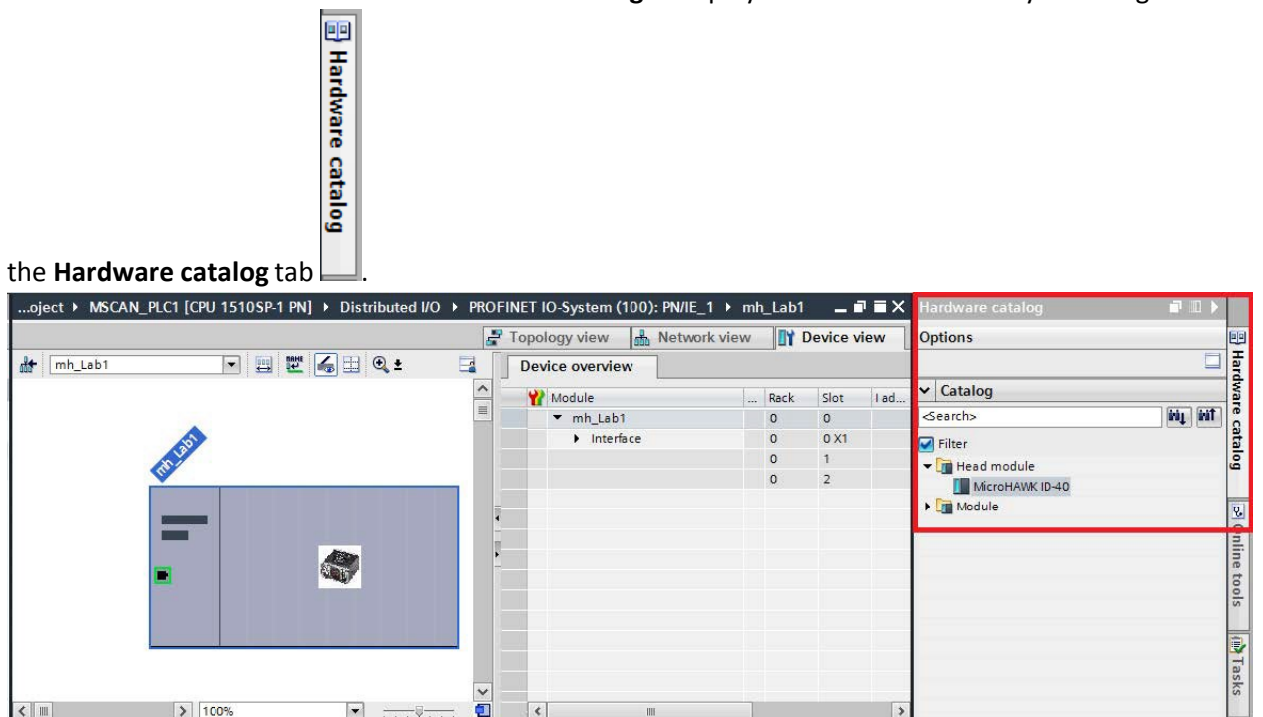 Hardware catalog
the Hardware catalog tab .
...oject ▸ MSCAN_PLC1 [CPU 1510SP-1 PN] ▸ Distributed I/O ▸ PROFINET IO-System (100): PN/IE_1 ▸ mh_Lab1
Hardware catalog
Topology view Network view Device view
Options
mh_Lab1
Device overview
Module ... Rack Slot I ad...
mh_Lab1 0 0
Interface 0 0 X1
0 1
0 2
mh_Lab1
Catalog
<Search>
Filter
Head module
MicroHAWK ID-40
Module
Hardware catalog
Online tools
Tasks
100%